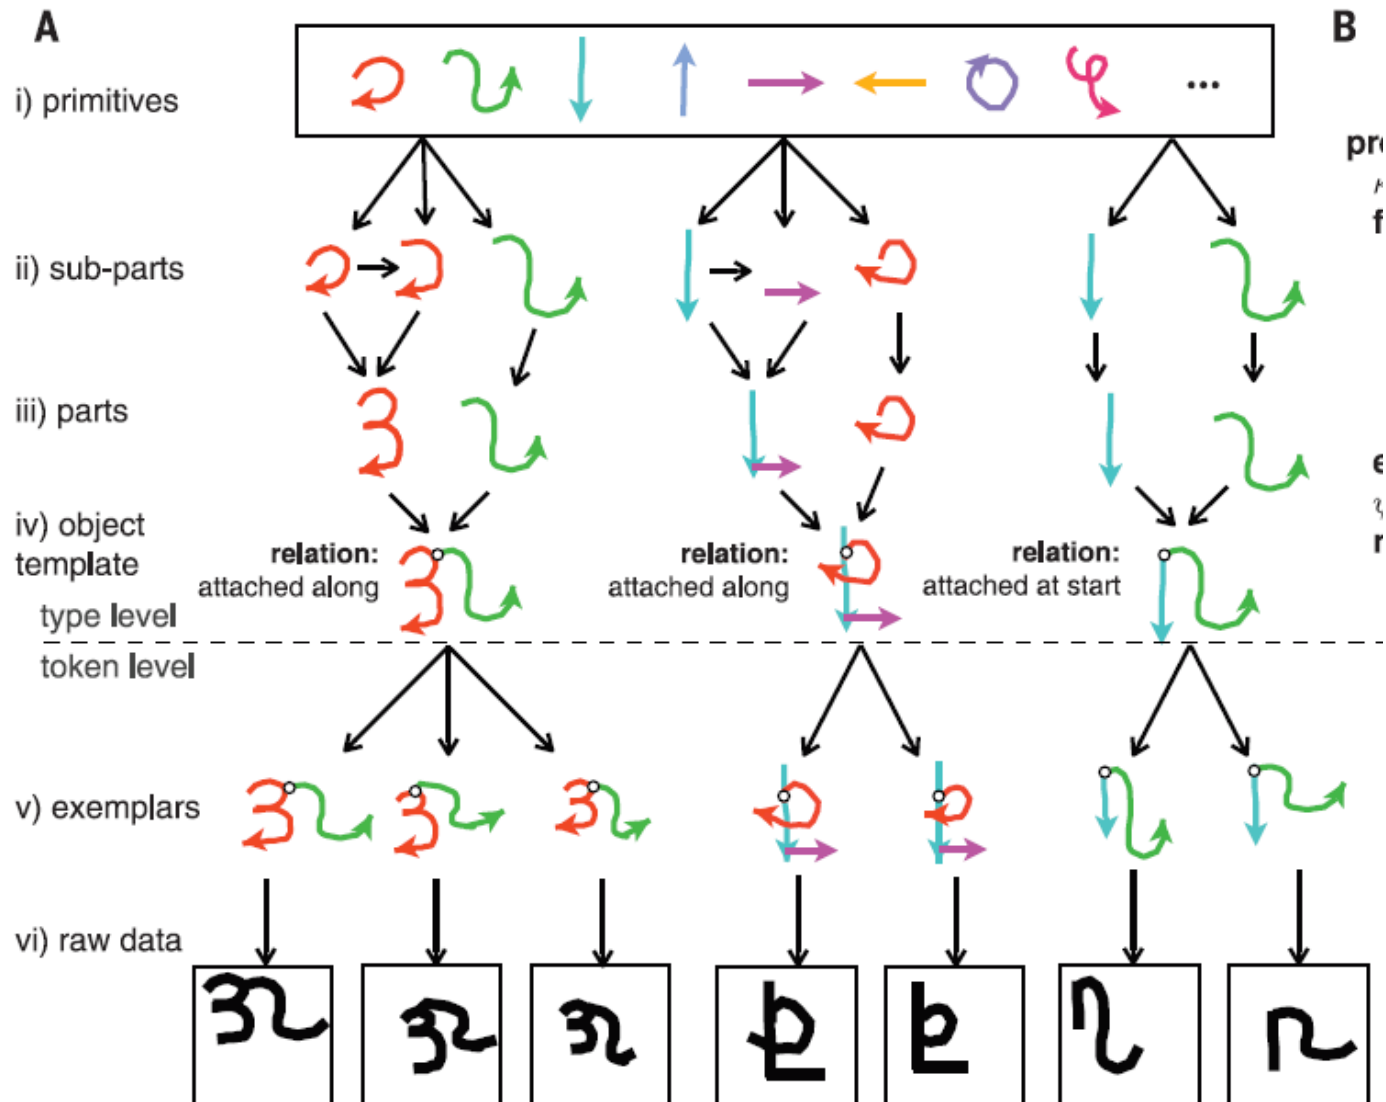 A
B
i) primitives
...
ii) sub-parts
iii) parts
iv) object
template
relation:
attached along
relation:
attached along
relation:
attached at start
type level
token level
v) exemplars
vi) raw data